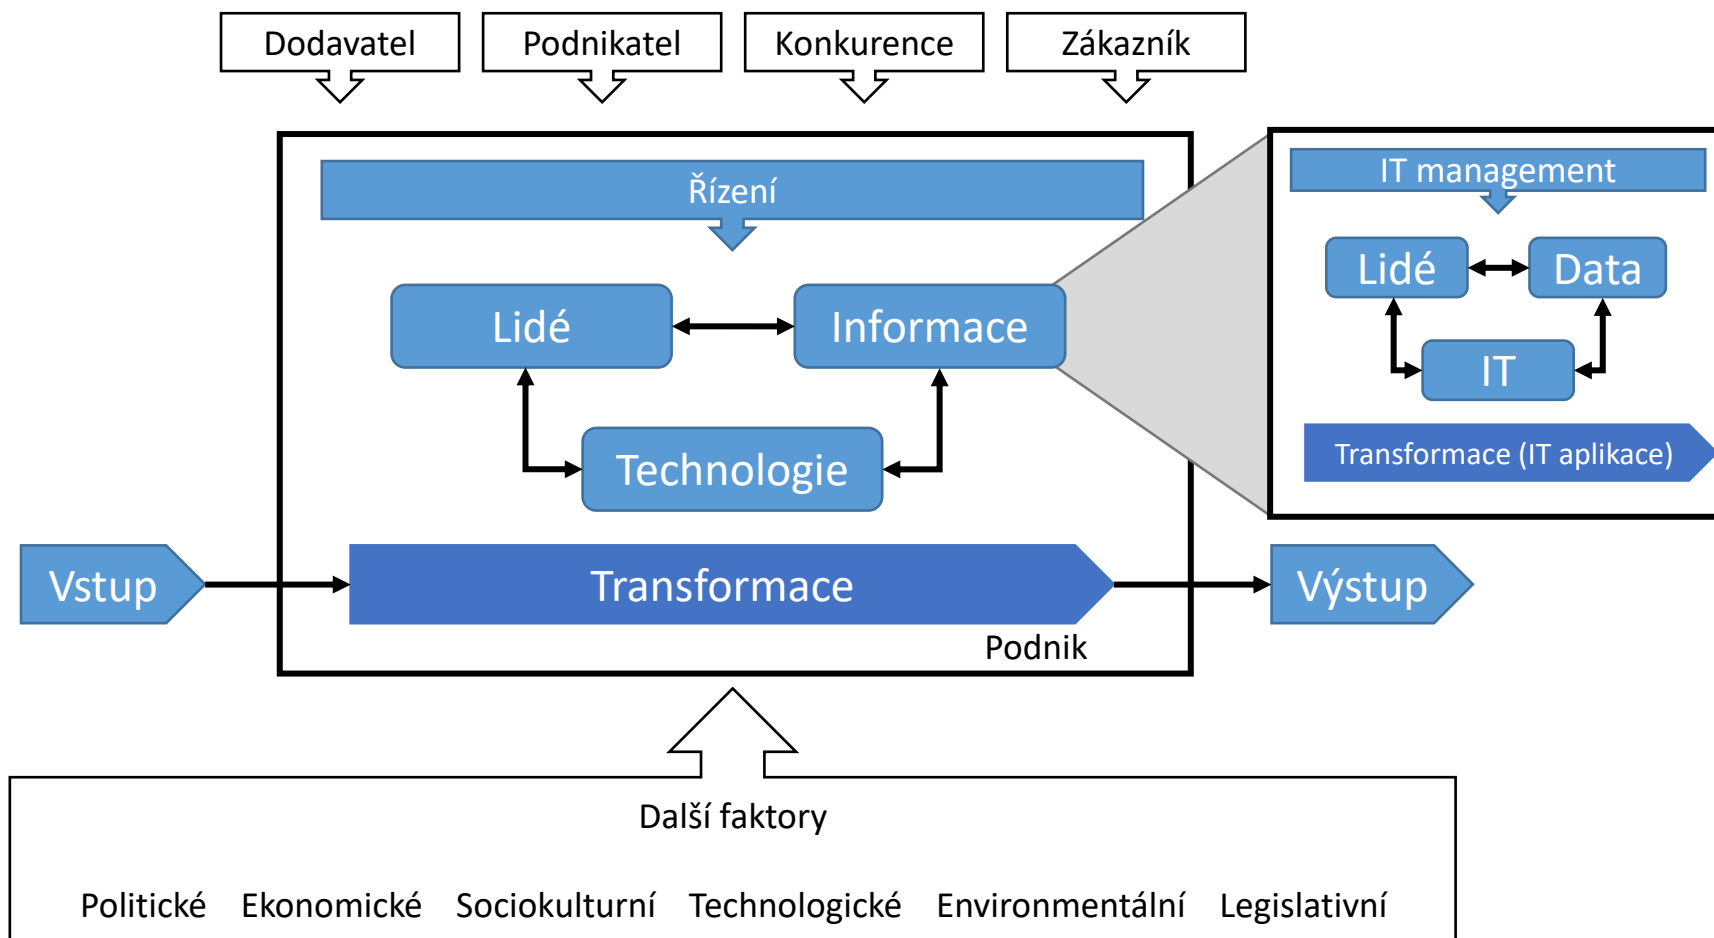 Dodavatel
Podnikatel
Konkurence
Zákazník
Řízení
Lidé
Informace
Technologie
Vstup
Transformace
Výstup
Podnik
IT management
Lidé
Data
IT
Transformace (IT aplikace)
Další faktory
Politické Ekonomické Sociokulturní Technologické Environmentální Legislativní